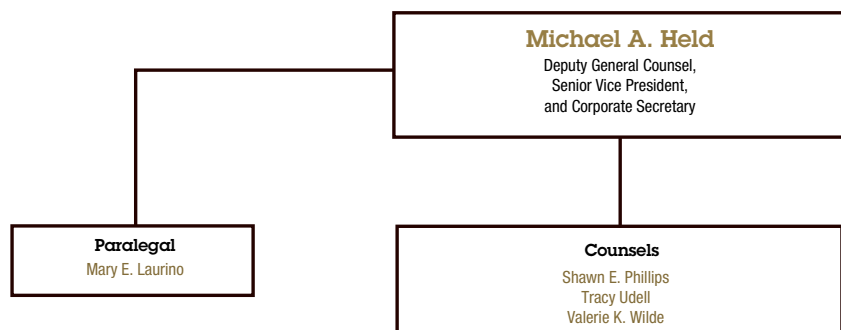 Michael A. Held
Deputy General Counsel,
Senior Vice President,
and Corporate Secretary
Paralegal
Mary E. Laurino
Counsels
Shawn E. Phillips
Tracy Udell
Valerie K. Wilde